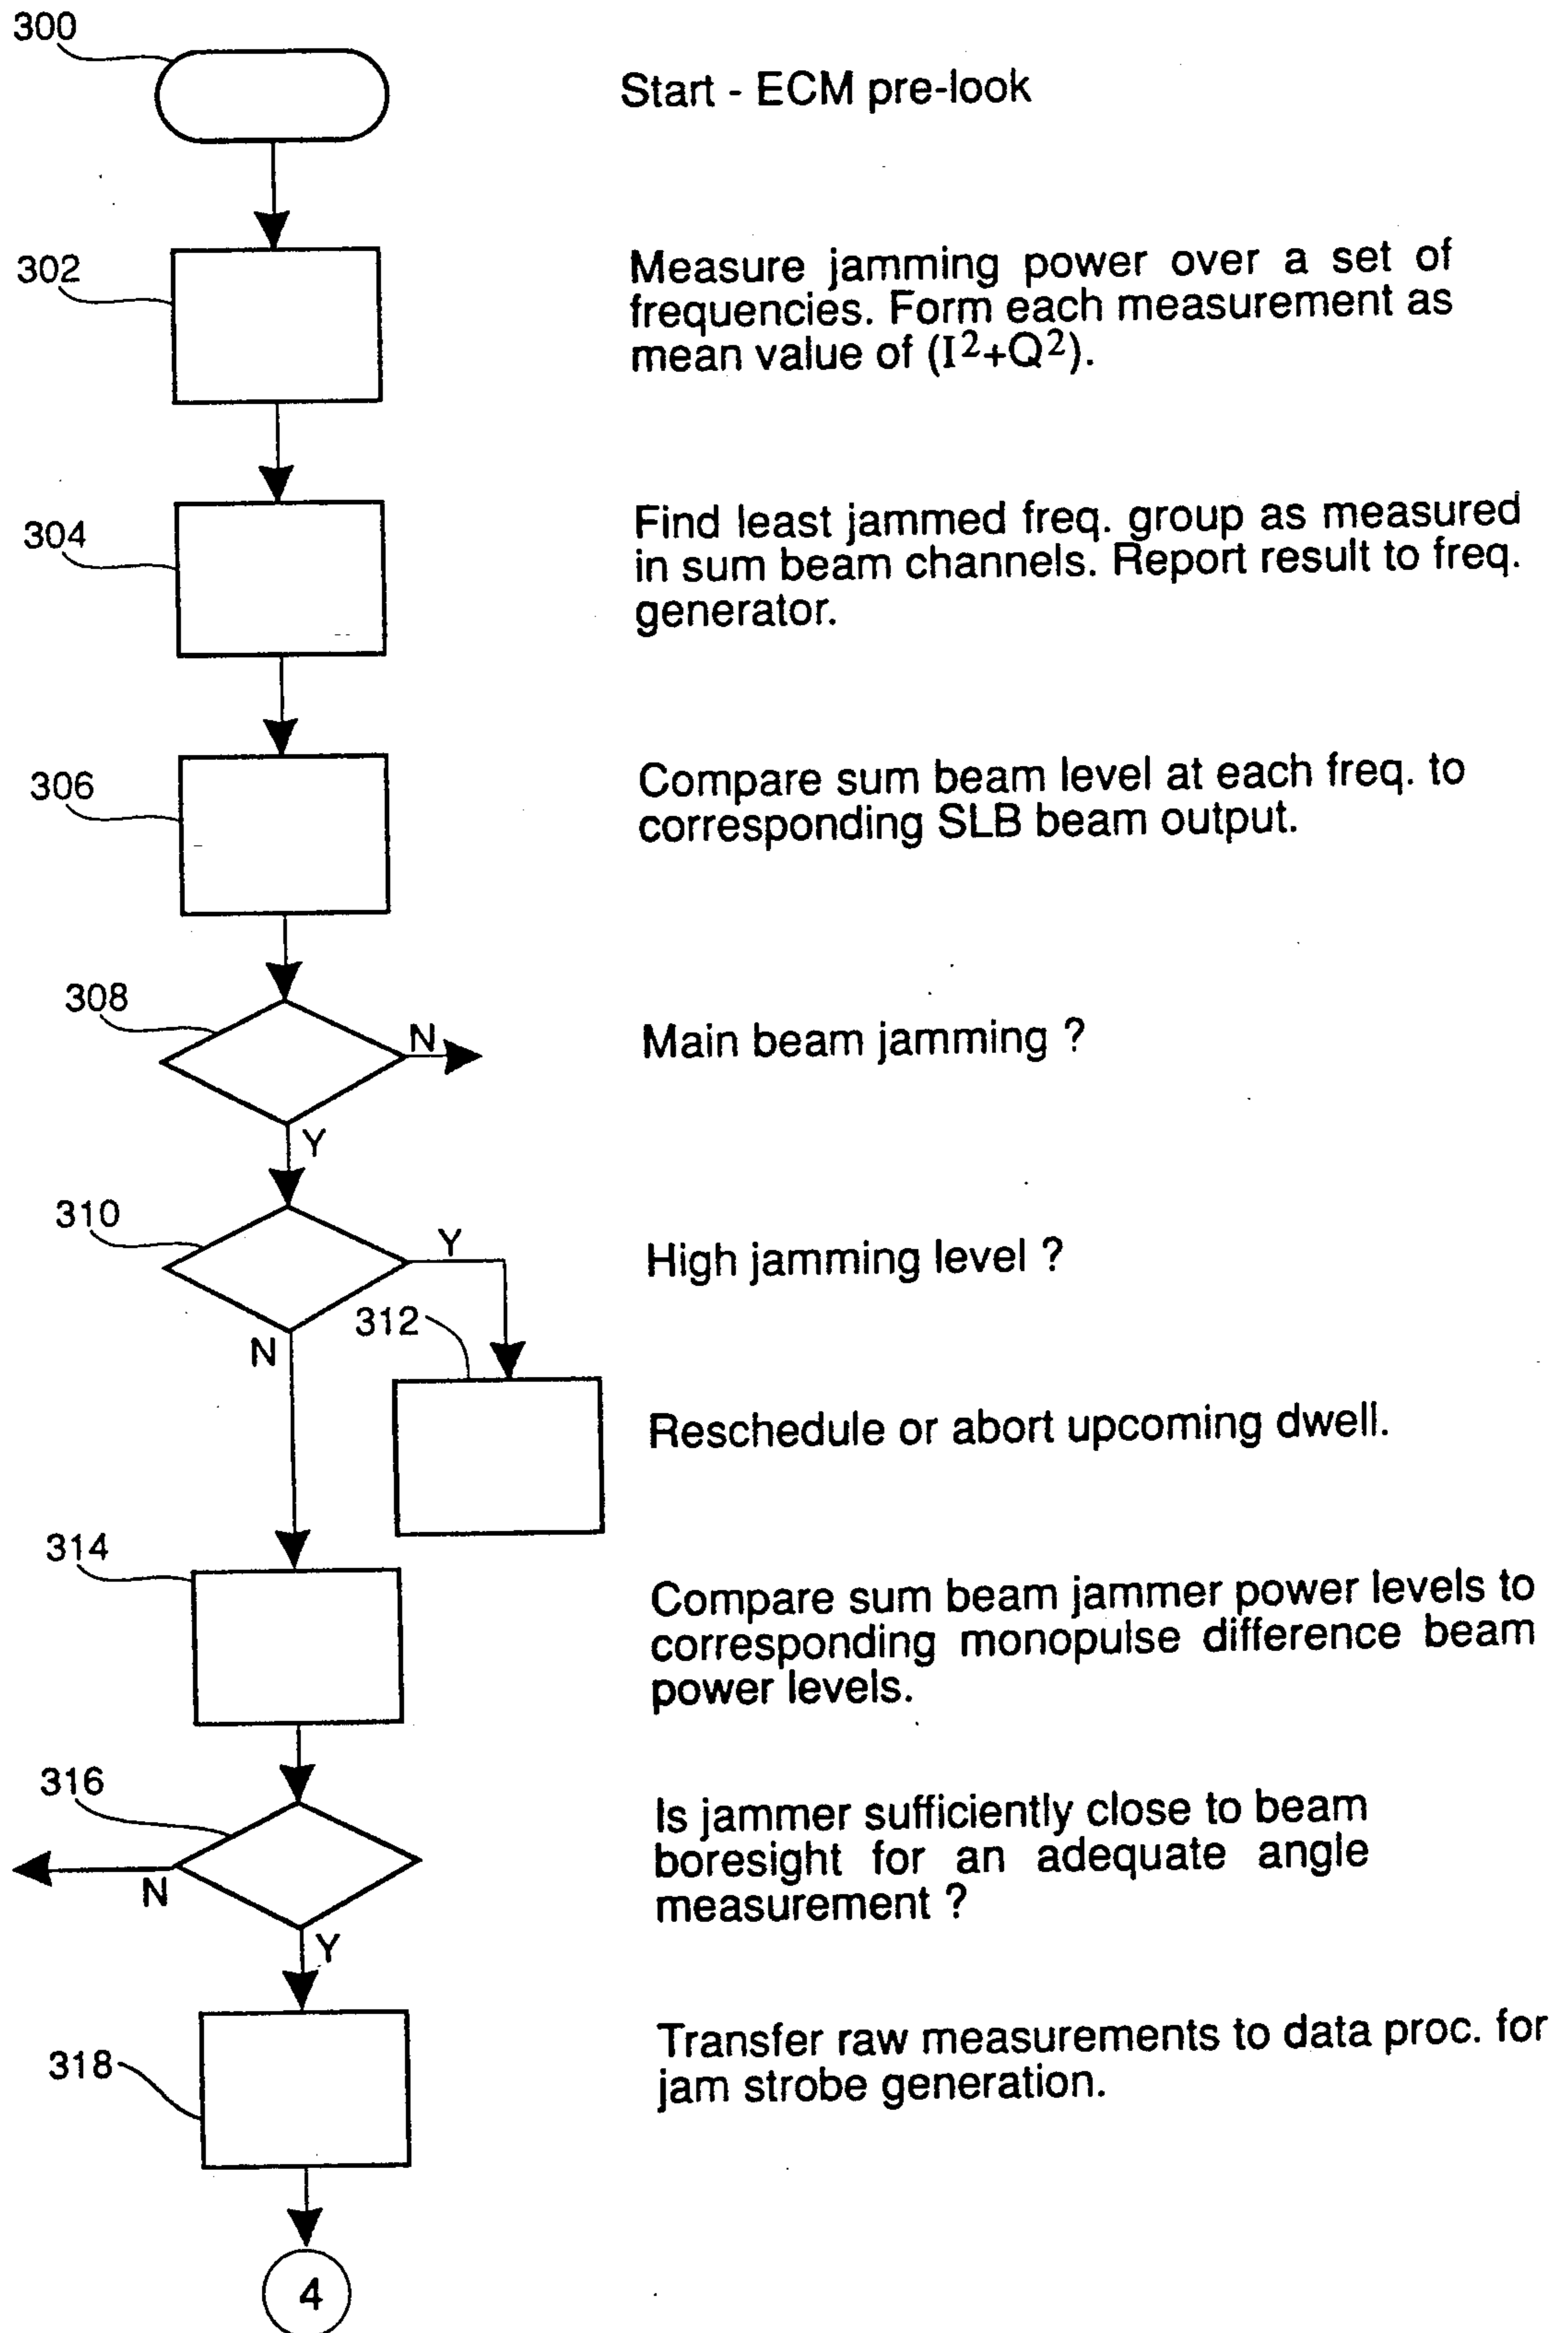 300
Start - ECM pre-look
302
Measure jamming power over a set of
frequencies. Form each measurement as
mean value of (I²+Q²).
304
Find least jammed freq. group as measured
in sum beam channels. Report result to freq.
generator.
306
Compare sum beam level at each freq. to
corresponding SLB beam output.
308
N
Main beam jamming ?
Y
310
Y
High jamming level ?
312
N
Reschedule or abort upcoming dwell.
314
Compare sum beam jammer power levels to
corresponding monopulse difference beam
power levels.
316
Is jammer sufficiently close to beam
boresight for an adequate angle
measurement ?
N
Y
318
Transfer raw measurements to data proc. for
jam strobe generation.
4